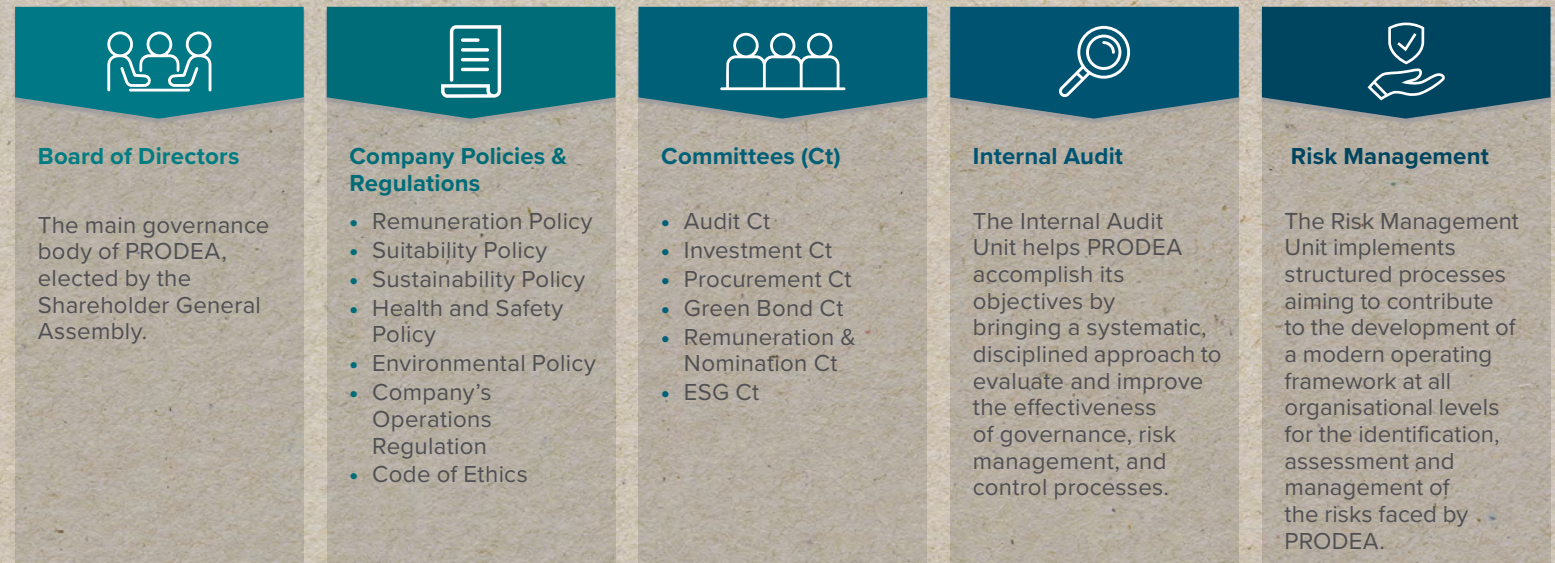 Board of Directors
The main governance
body of PRODEA,
elected by the
Shareholder General
Assembly.
Company Policies &
Regulations
• Remuneration Policy
• Suitability Policy
• Sustainability Policy
• Health and Safety
Policy
• Environmental Policy
• Company’s
Operations
Regulation
• Code of Ethics
Committees (Ct)
• Audit Ct
• Investment Ct
• Procurement Ct
• Green Bond Ct
• Remuneration &
Nomination Ct
• ESG Ct
Internal Audit
The Internal Audit
Unit helps PRODEA
accomplish its
objectives by
bringing a systematic,
disciplined approach to
evaluate and improve
the effectiveness
of governance, risk
management, and
control processes.
Risk Management
The Risk Management
Unit implements
structured processes
aiming to contribute
to the development of
a modern operating
framework at all
organisational levels
for the identification,
assessment and
management of
the risks faced by
PRODEA.